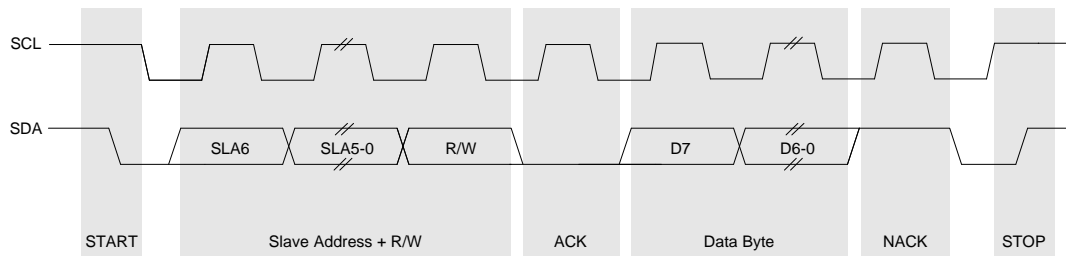 SCL
SDA
SLA6 SLA5-0 R/W D7 D6-0
START Slave Address + R/W ACK Data Byte NACK STOP